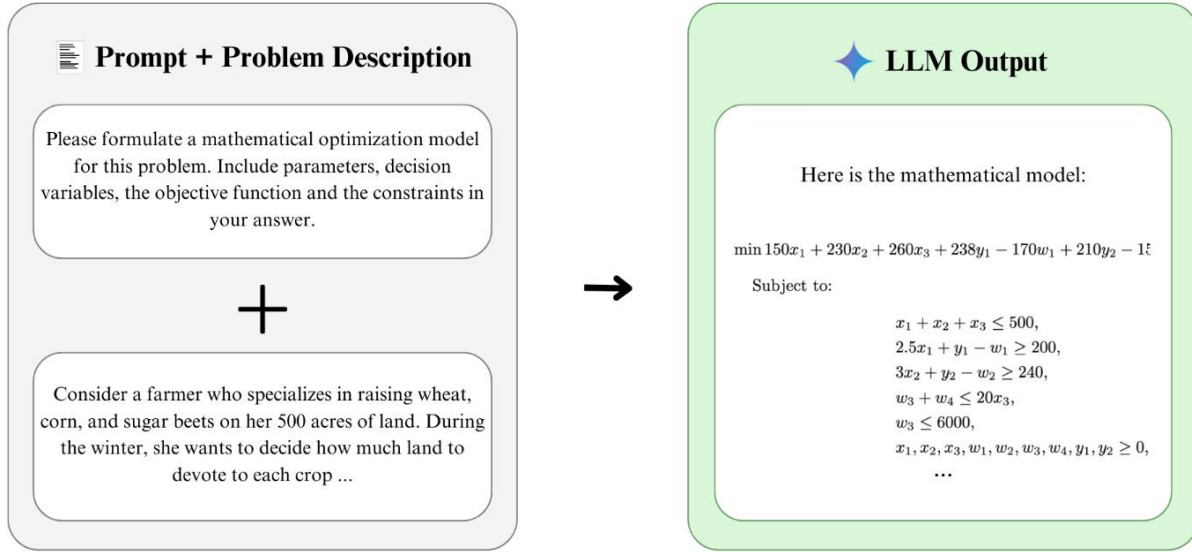 Prompt + Problem Description
Please formulate a mathematical optimization model
for this problem. Include parameters, decision
variables, the objective function and the constraints in
your answer.
+
Consider a farmer who specializes in raising wheat,
corn, and sugar beets on her 500 acres of land. During
the winter, she wants to decide how much land to
devote to each crop ...
→
LLM Output
Here is the mathematical model:
min 150x₁ + 230x₂ + 260x₃ + 238y₁ − 170w₁ + 210y₂ −
Subject to:
x₁ + x₂ + x₃ ≤ 500,
2.5x₁ + y₁ − w₁ ≥ 200,
3x₂ + y₂ − w₂ ≥ 240,
w₃ + w₄ ≤ 20x₃,
w₃ ≤ 6000,
x₁, x₂, x₃, w₁, w₂, w₃, w₄, y₁, y₂ ≥ 0,
...